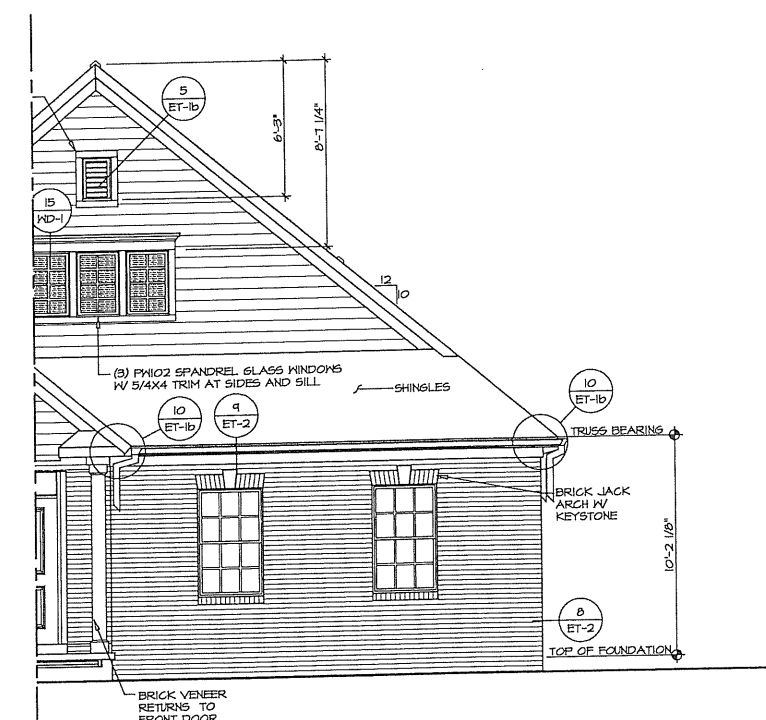 5
ET-1b
6'-3"
8'-7 1/4"
15
WD-1
12
10
(3) PW102 SPANDREL GLASS WINDOWS
W/ 5/4X4 TRIM AT SIDES AND SILL
SHINGLES
10
ET-1b
9
ET-2
10
ET-1b
TRUSS BEARING
BRICK JACK
ARCH W/
KEYSTONE
10'-2 1/8"
8
ET-2
TOP OF FOUNDATION
BRICK VENEER
RETURNS TO
FRONT DOOR